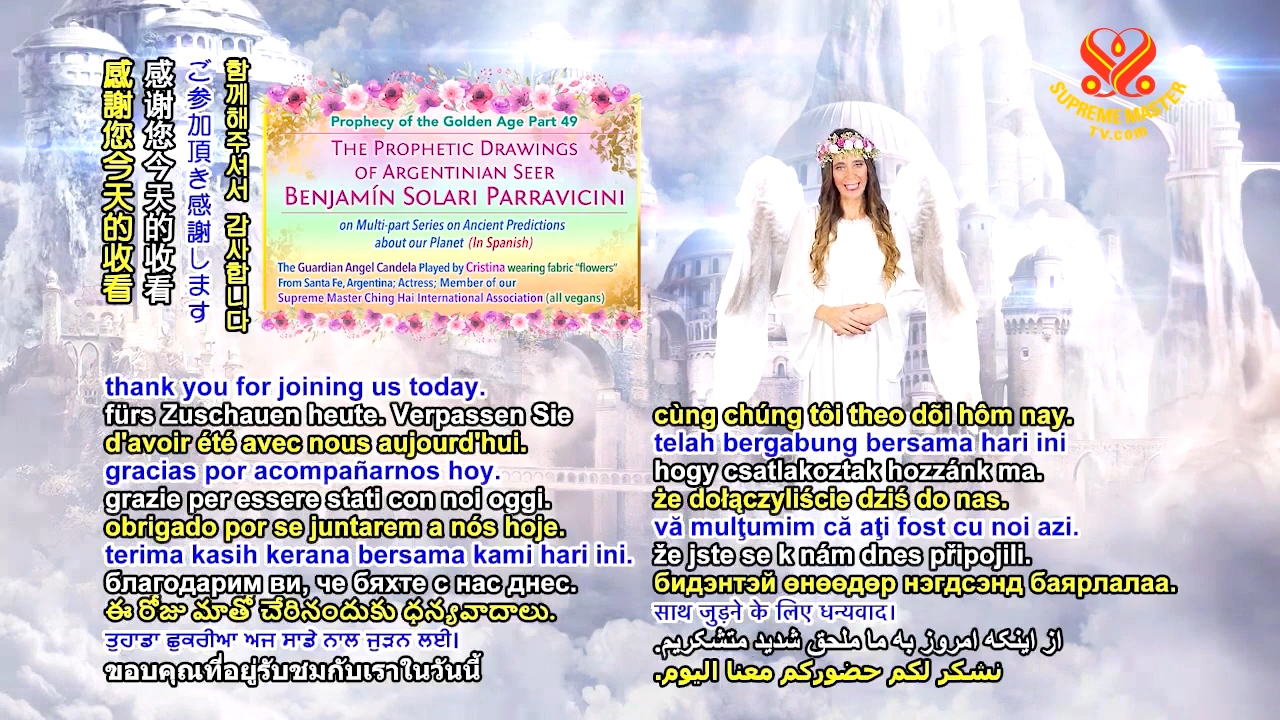 感謝您今天的收看
感谢您今天的收看
ご参加頂き感謝します
함께해주셔서 감사합니다
Prophecy of the Golden Age Part 49
The Prophetic Drawings
of Argentinian Seer
Benjamín Solari Parravicini
on Multi-part Series on Ancient Predictions
about our Planet (In Spanish)
The Guardian Angel Candela Played by Cristina wearing fabric "flowers"
From Santa Fe, Argentina; Actress; Member of our
Supreme Master Ching Hai International Association (all vegans)
SUPREME MASTER
TV.com
thank you for joining us today.
fürs Zuschauen heute. Verpassen Sie
d'avoir été avec nous aujourd'hui.
gracias por acompañarnos hoy.
grazie per essere stati con noi oggi.
obrigado por se juntarem a nós hoje.
terima kasih kerana bersama kami hari ini.
благодарим ви, че бяхте с нас днес.
ఈ రోజు మాతో చేరినందుకు ధన్యవాదాలు.
ਤੁਹਾਡਾ ਸ਼ੁਕਰੀਆ ਅਜ ਸਾਡੇ ਨਾਲ ਜੁੜਨ ਲਈ।
ขอบคุณที่อยู่รับชมกับเราในวันนี้
cùng chúng tôi theo dõi hôm nay.
telah bergabung bersama hari ini
hogy csatlakoztak hozzánk ma.
że dołączyliście dziś do nas.
vă mulţumim că aţi fost cu noi azi.
že jste se k nám dnes připojili.
бидэнтэй өнөөдөр нэгдсэнд баярлалаа.
साथ जुड़ने के लिए धन्यवाद।
از اینکه امروز به ما ملحق شدید متشکریم.
نشكر لكم حضوركم معنا اليوم.